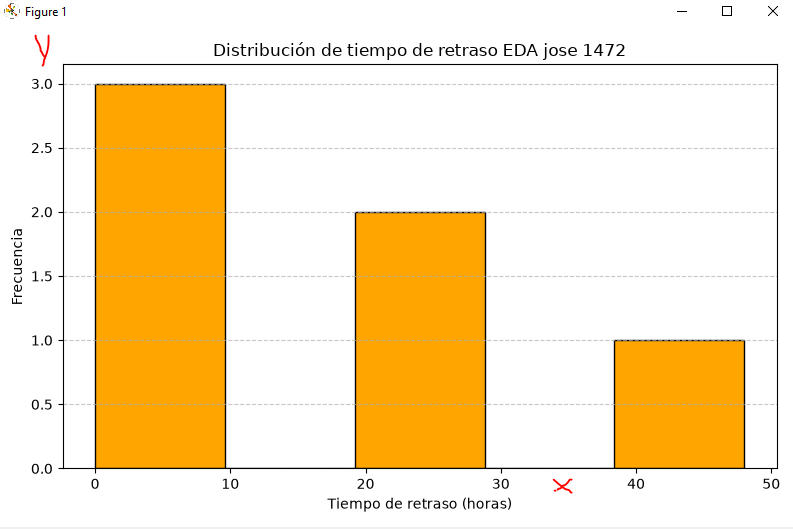 Figure 1
y
Distribución de tiempo de retraso EDA jose 1472
3.0
2.5
2.0
1.5
1.0
0.5
0.0
Frecuencia
0 10 20 30 40 50
x
Tiempo de retraso (horas)